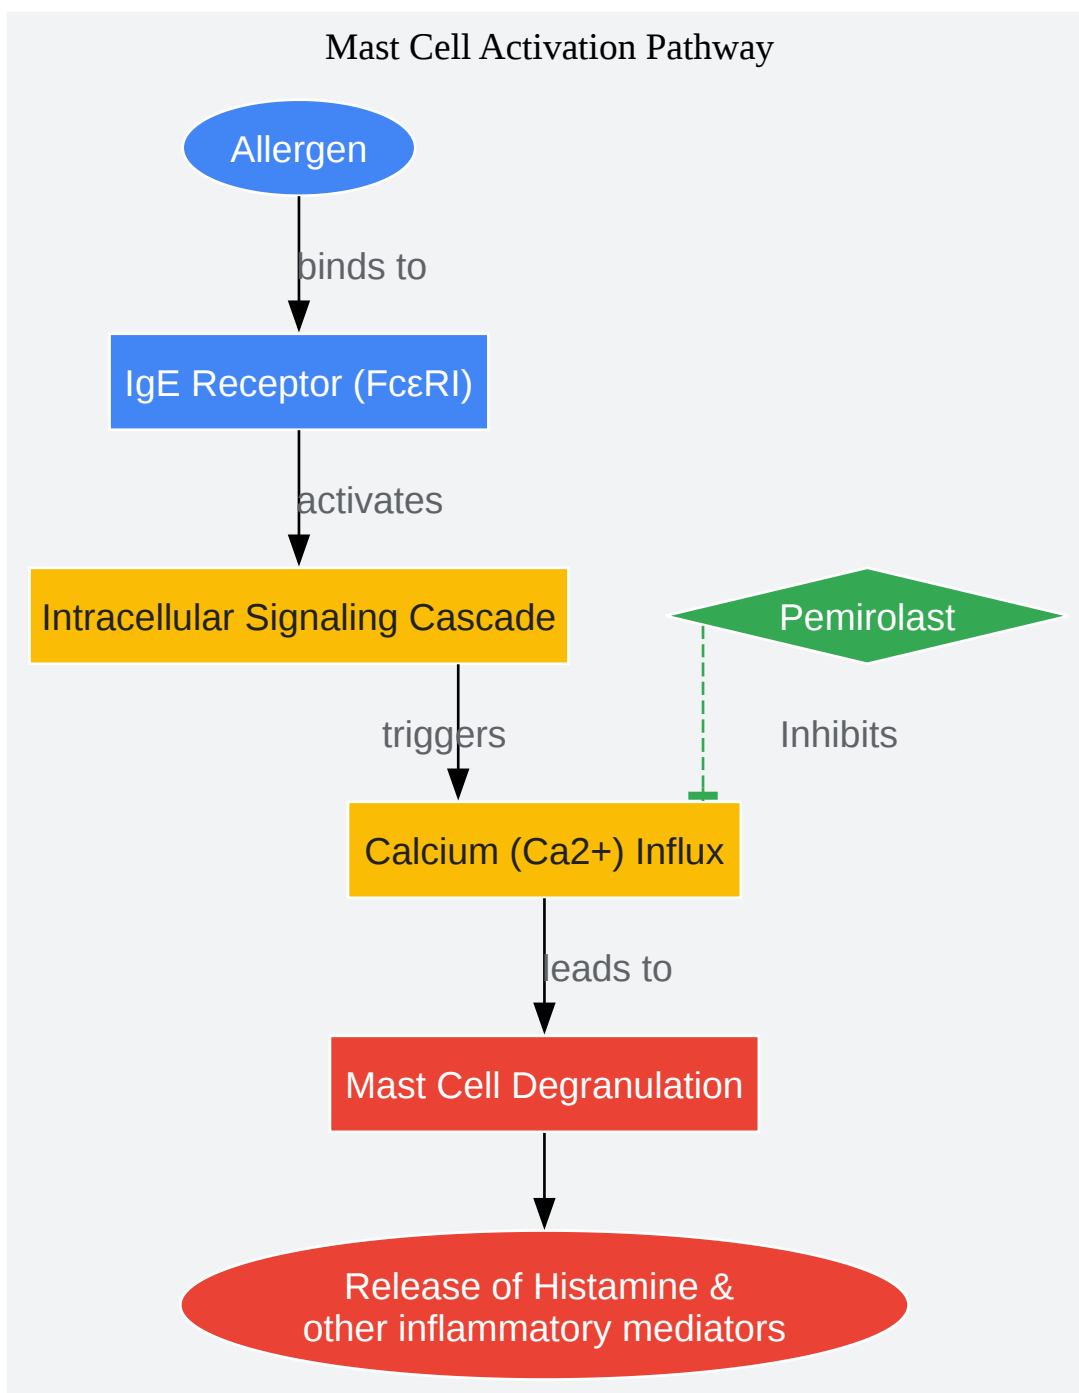 Mast Cell Activation Pathway
Allergen
binds to
IgE Receptor (FcεRI)
activates
Intracellular Signaling Cascade
Pemirolast
triggers
Inhibits
Calcium (Ca2+) Influx
leads to
Mast Cell Degranulation
Release of Histamine &
other inflammatory mediators